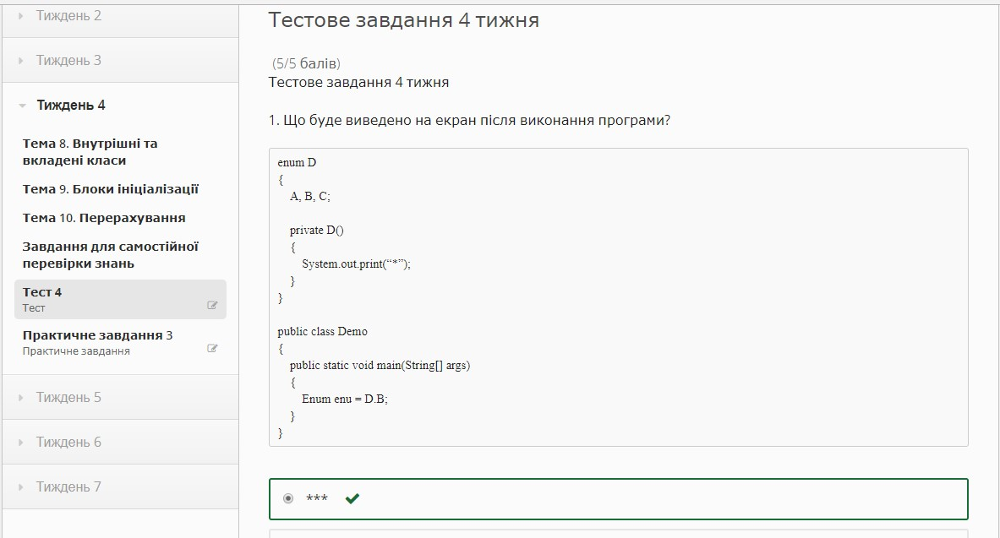 Тиждень 2
Тиждень 3
Тиждень 4
Тема 8. Внутрішні та
вкладені класи
Тема 9. Блоки ініціалізації
Тема 10. Перерахування
Завдання для самостійної
перевірки знань
Тест 4
Тест
Практичне завдання 3
Практичне завдання
Тиждень 5
Тиждень 6
Тиждень 7
Тестове завдання 4 тижня
(5/5 балів)
Тестове завдання 4 тижня
1. Що буде виведено на екран після виконання програми?
enum D
{
A, B, C;
private D()
{
System.out.print(“*”);
}
}
public class Demo
{
public static void main(String[] args)
{
Enum enu = D.B;
}
}
***